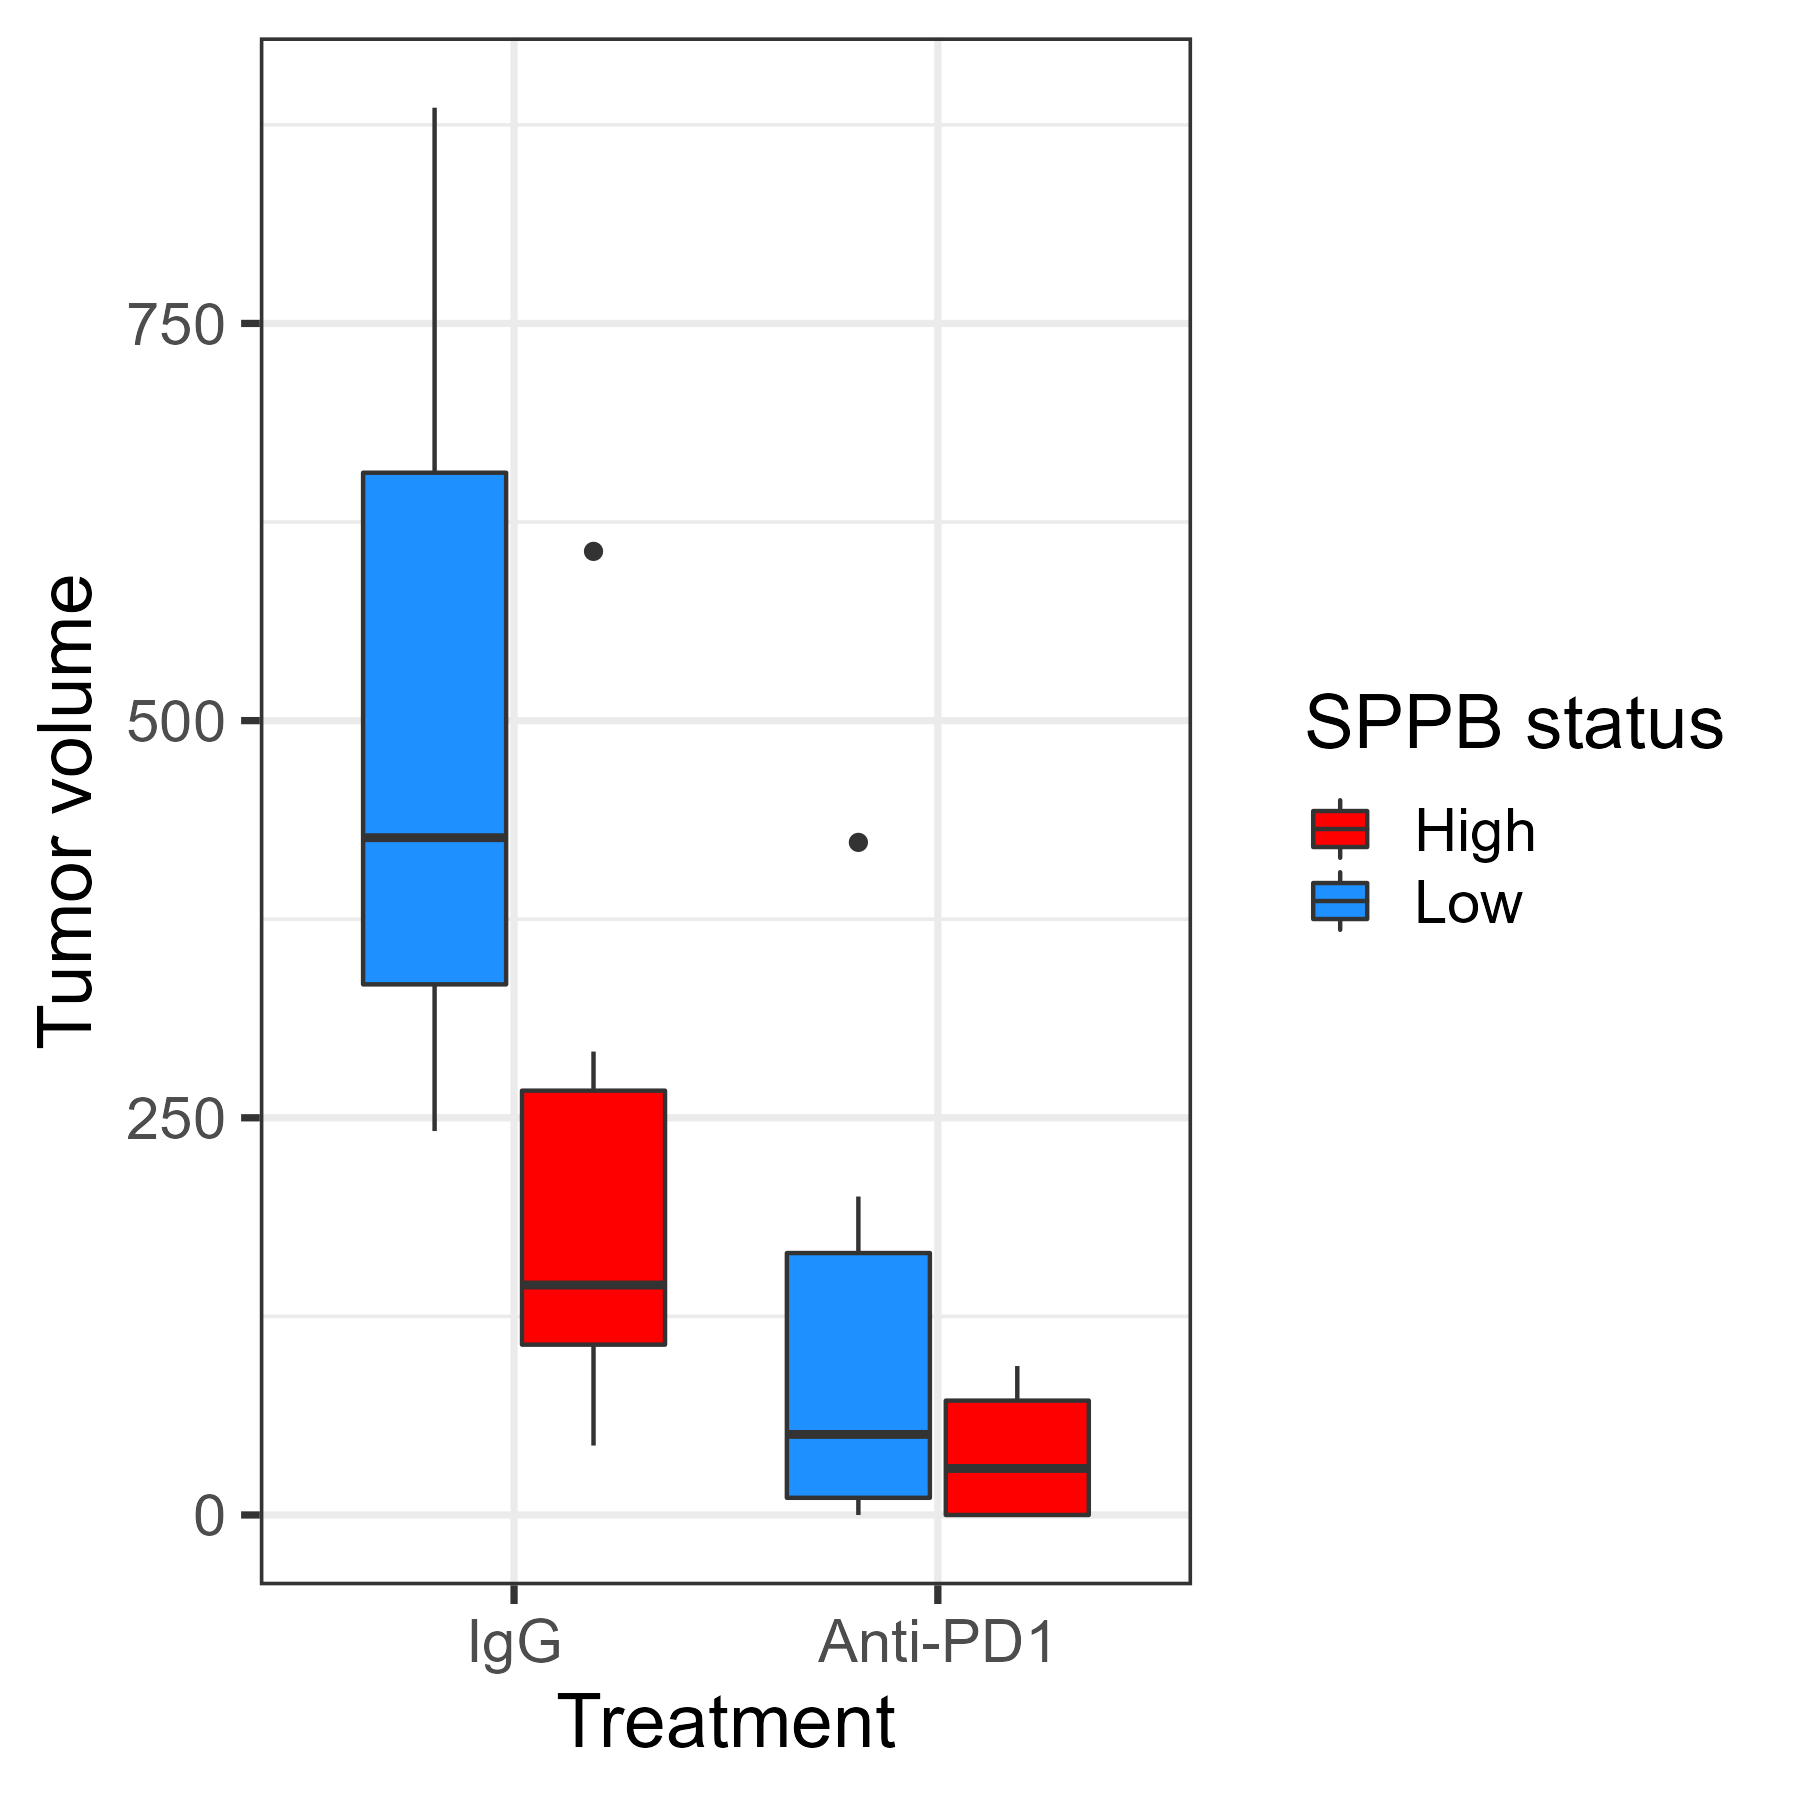 Tumor volume
750
500
250
0
IgG
Anti-PD1
Treatment
SPPB status
High
Low